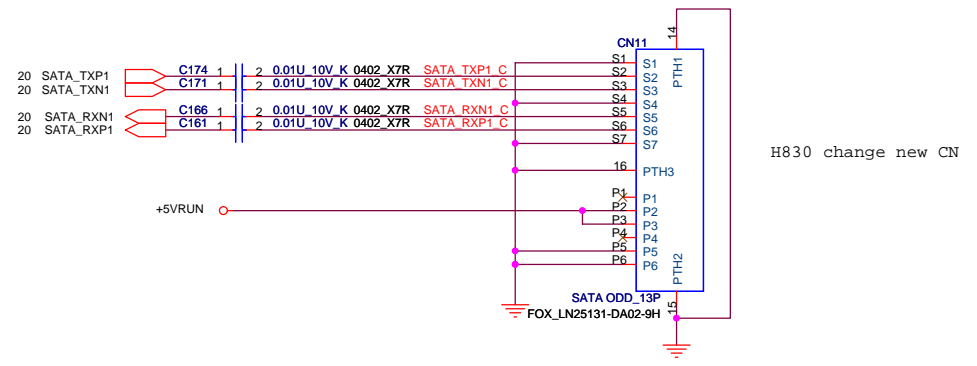 14
CN11
S1 S1
20 SATA_TXP1 C174 1 2 0.01U_10V_K 0402_X7R SATA_TXP1_C S2 S2
20 SATA_TXN1 C171 1 2 0.01U_10V_K 0402_X7R SATA_TXN1_C S3 S3
PTH1
S4 S4
20 SATA_RXN1 C166 1 2 0.01U_10V_K 0402_X7R SATA_RXN1_C S5 S5
20 SATA_RXP1 C161 1 2 0.01U_10V_K 0402_X7R SATA_RXP1_C S6 S6
S7 S7
H830 change new CN
16 PTH3
P1 P1
+5VRUN P2 P2
P3 P3
P4 P4
P5 P5
P6 P6
PTH2
SATA ODD_13P
15
FOX_LN25131-DA02-9H